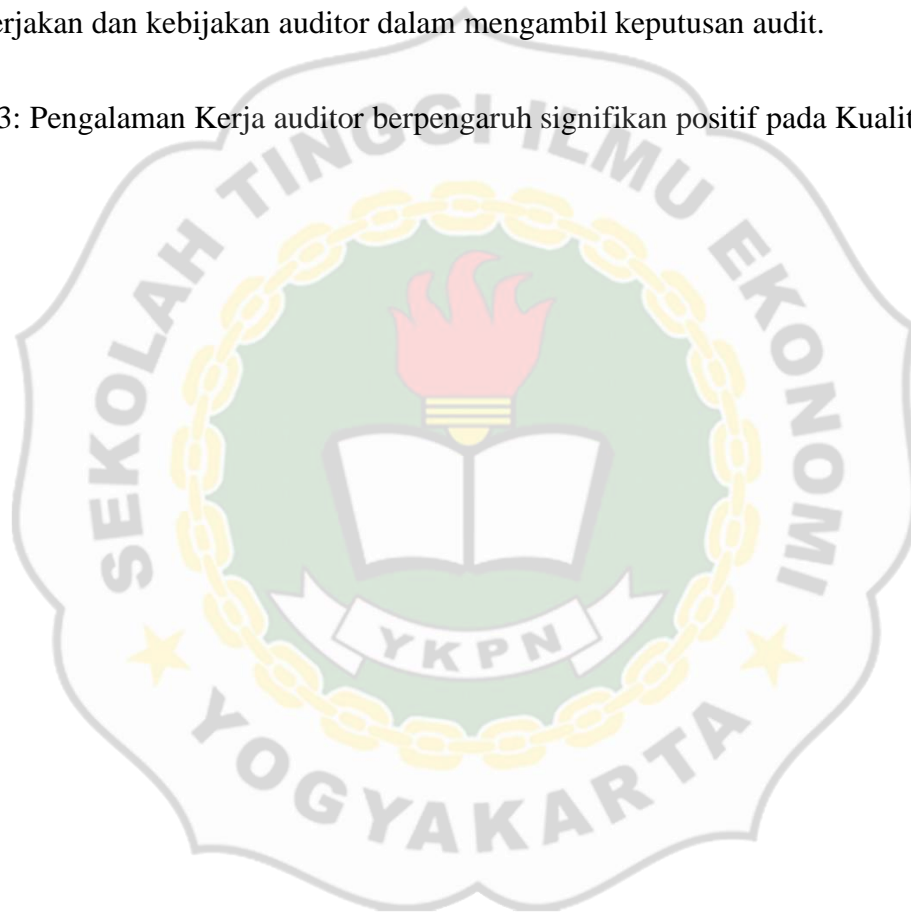 erjakan dan kebijakan auditor dalam mengambil keputusan audit.
3: Pengalaman Kerja auditor berpengaruh signifikan positif pada Kualit
SEKOLAH TINGGI ILMU EKONOMI
YKPN
YOGYAKARTA